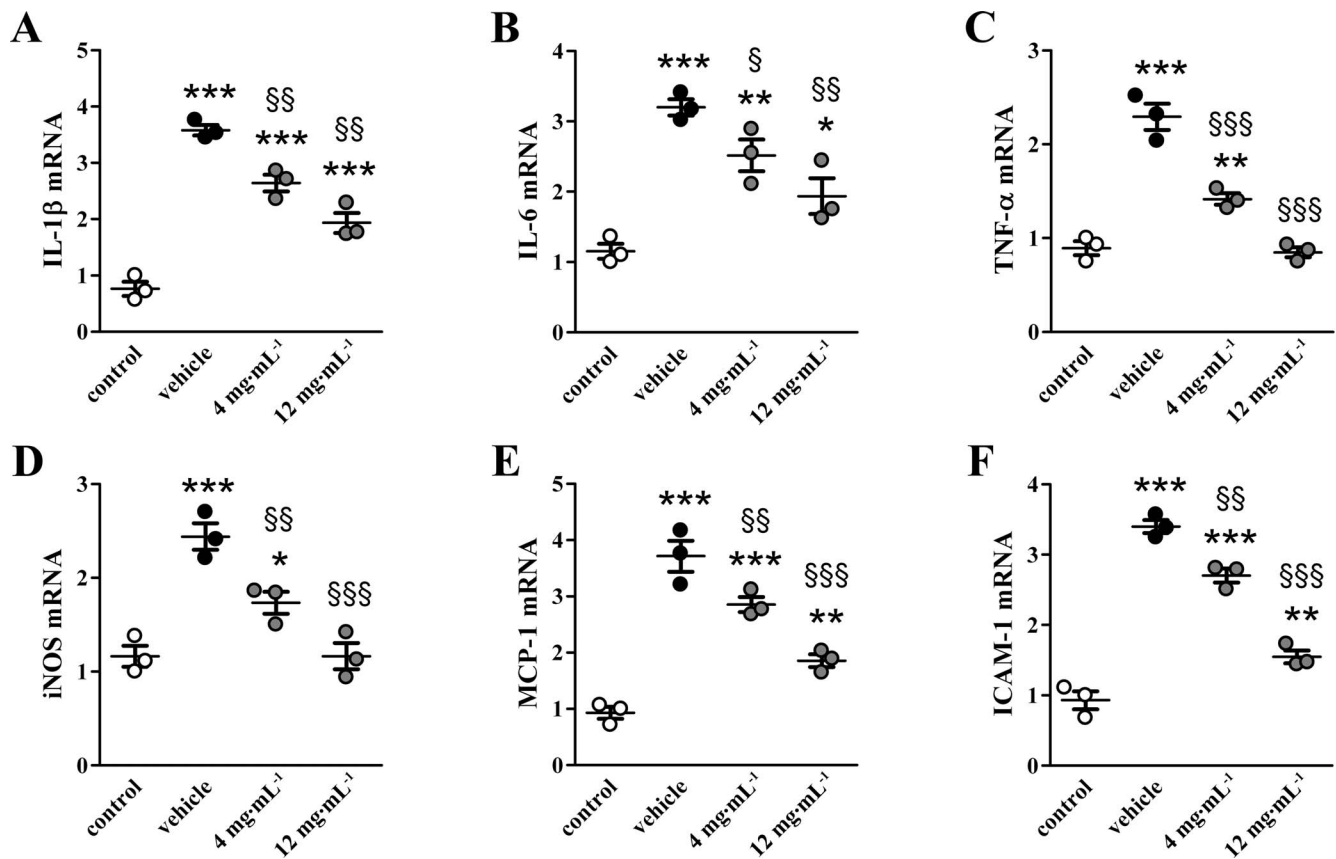 A
IL-1β mRNA
5
4
3
2
1
0
***
§§
***
§§
***
control
vehicle
4 mg·mL⁻¹
12 mg·mL⁻¹
B
IL-6 mRNA
4
3
2
1
0
***
§
**
§§
*
control
vehicle
4 mg·mL⁻¹
12 mg·mL⁻¹
C
TNF-α mRNA
3
2
1
0
***
§§§
**
§§§
control
vehicle
4 mg·mL⁻¹
12 mg·mL⁻¹
D
iNOS mRNA
3
2
1
0
***
§§
*
§§§
control
vehicle
4 mg·mL⁻¹
12 mg·mL⁻¹
E
MCP-1 mRNA
5
4
3
2
1
0
***
§§
***
§§§
**
control
vehicle
4 mg·mL⁻¹
12 mg·mL⁻¹
F
ICAM-1 mRNA
4
3
2
1
0
***
§§
***
§§§
**
control
vehicle
4 mg·mL⁻¹
12 mg·mL⁻¹